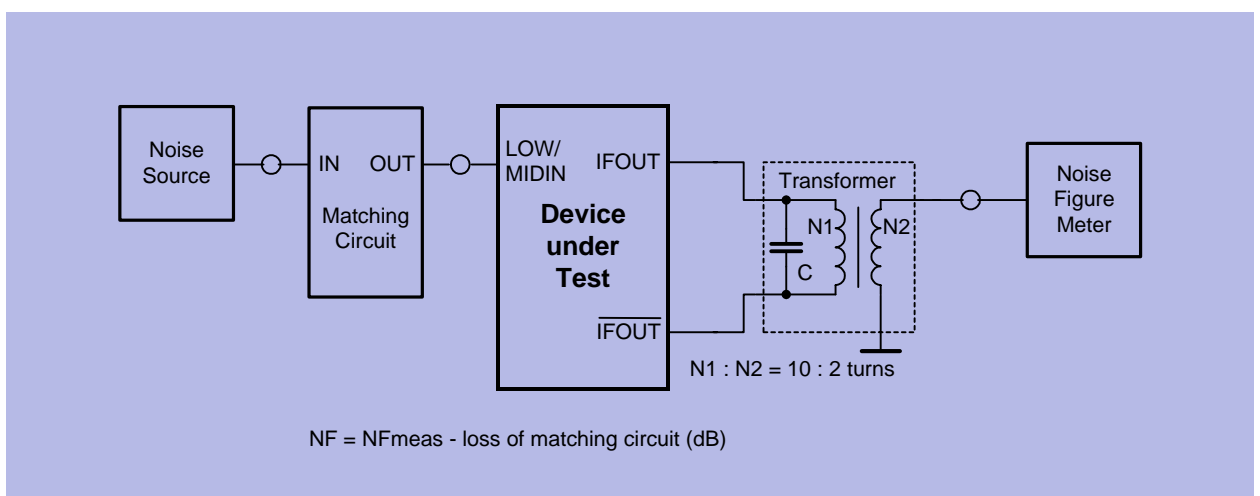 Noise
Source
IN
OUT
Matching
Circuit
LOW/
MIDIN
IFOUT
Device
under
Test
IFOUT
Transformer
N1
N2
C
Noise
Figure
Meter
N1 : N2 = 10 : 2 turns
NF = NFmeas - loss of matching circuit (dB)